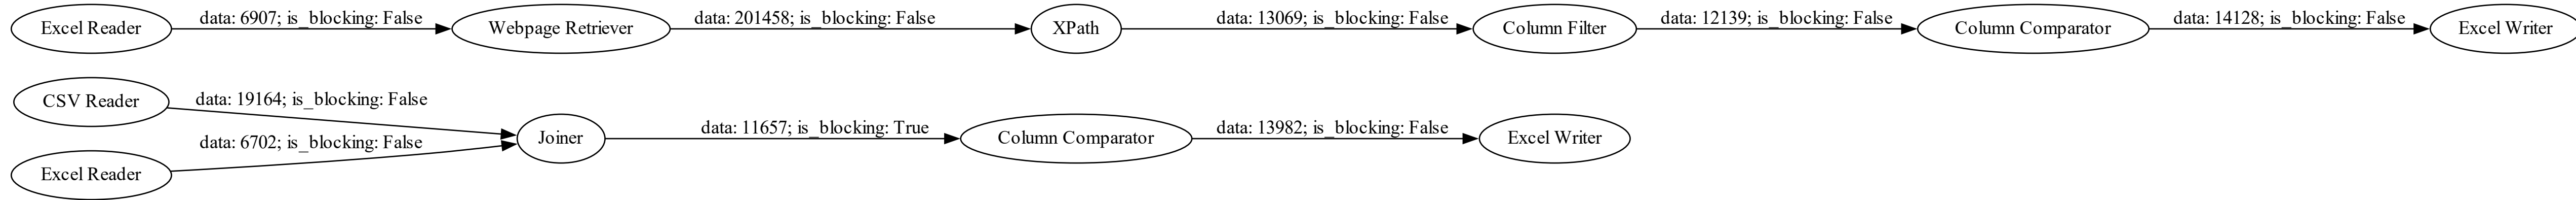 Excel Reader
data: 6907; is_blocking: False
Webpage Retriever
data: 201458; is_blocking: False
XPath
data: 13069; is_blocking: False
Column Filter
data: 12139; is_blocking: False
Column Comparator
data: 14128; is_blocking: False
Excel Writer
CSV Reader
data: 19164; is_blocking: False
Excel Reader
data: 6702; is_blocking: False
Joiner
data: 11657; is_blocking: True
Column Comparator
data: 13982; is_blocking: False
Excel Writer